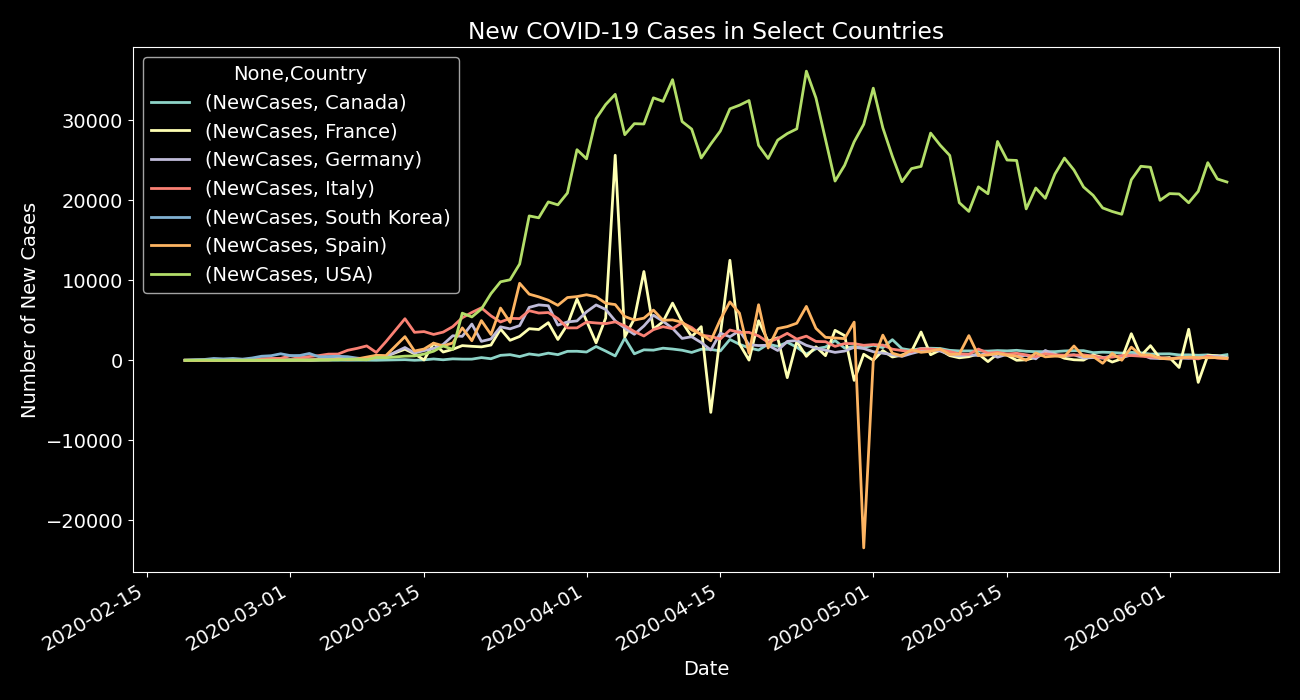 New COVID-19 Cases in Select Countries
None,Country
(NewCases, Canada)
(NewCases, France)
(NewCases, Germany)
(NewCases, Italy)
(NewCases, South Korea)
(NewCases, Spain)
(NewCases, USA)
Number of New Cases
30000
20000
10000
0
−10000
−20000
2020-02-15
2020-03-01
2020-03-15
2020-04-01
2020-04-15
2020-05-01
2020-05-15
2020-06-01
Date